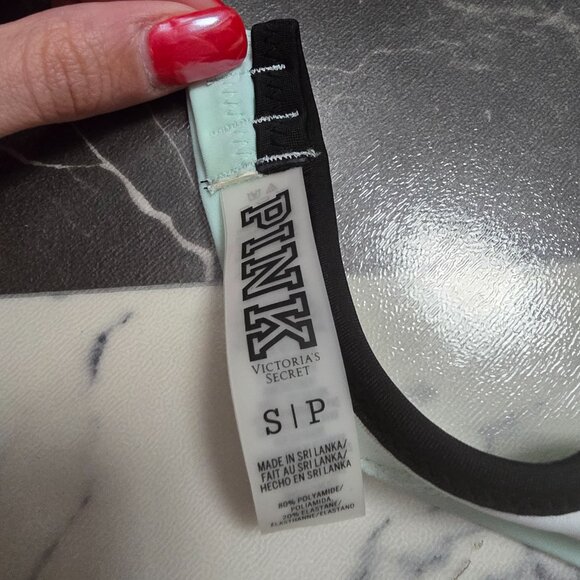 PINK
VICTORIA'S
SECRET
S|P
MADE IN SRI LANKA/
FAIT AU SRI LANKA/
HECHO EN SRI LANKA
80% POLYAMIDE/
POLIAMIDA,
20% ELASTANE/
ÉLASTHANNE/ELASTANO